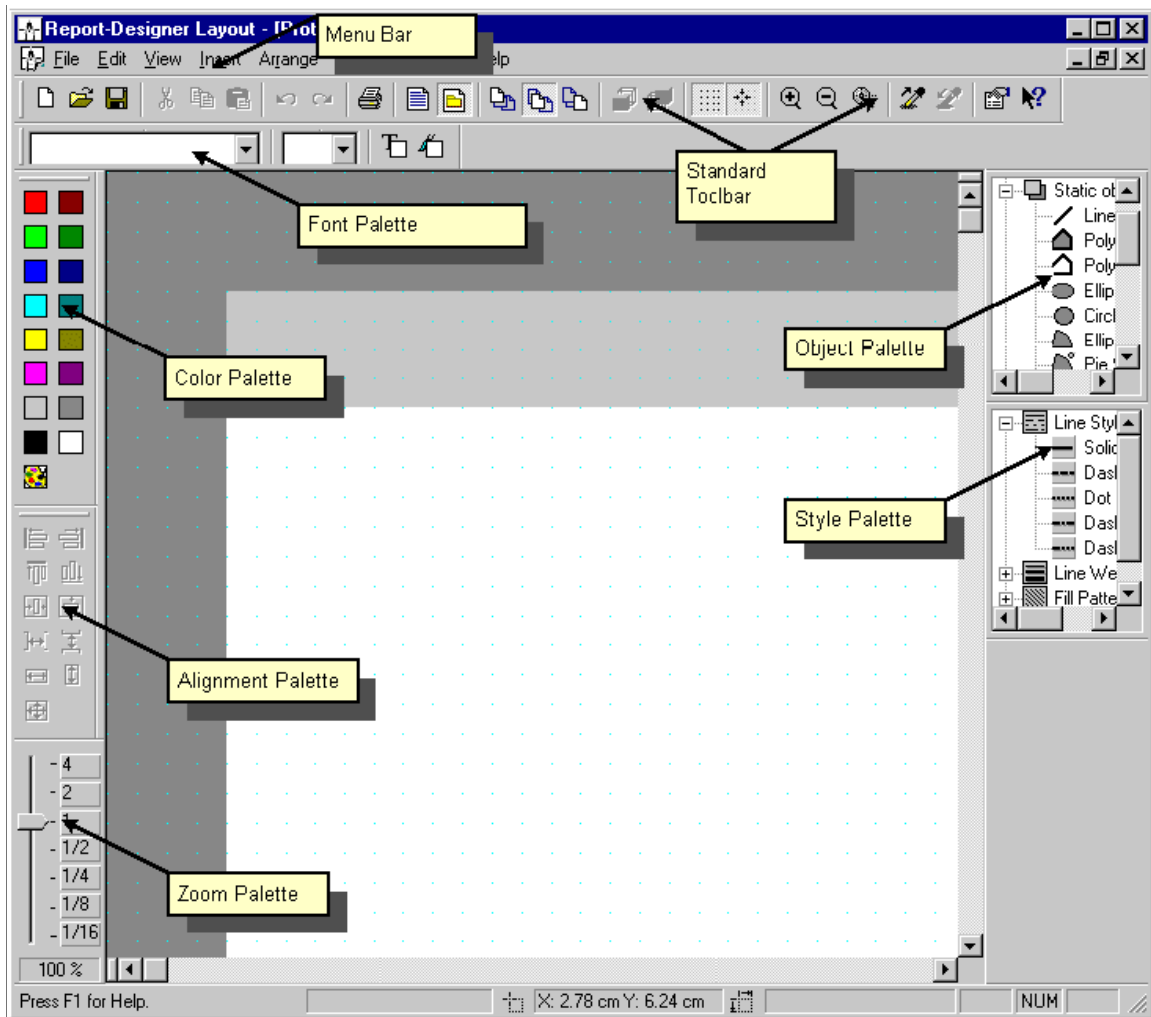 Report-Designer Layout - [Prot
Menu Bar
File Edit View Insert Arrange elp
Standard
Toolbar
Font Palette
Static ob
Line
Poly
Poly
Ellip
Circl
Ellip
Pie
Object Palette
Color Palette
Line Styl
Solid
Dasl
Dot
Dasl
Dasl
Line We
Fill Patte
Style Palette
Alignment Palette
4
2
1
1/2
1/4
1/8
1/16
Zoom Palette
100 %
Press F1 for Help.
X: 2.78 cm Y: 6.24 cm
NUM